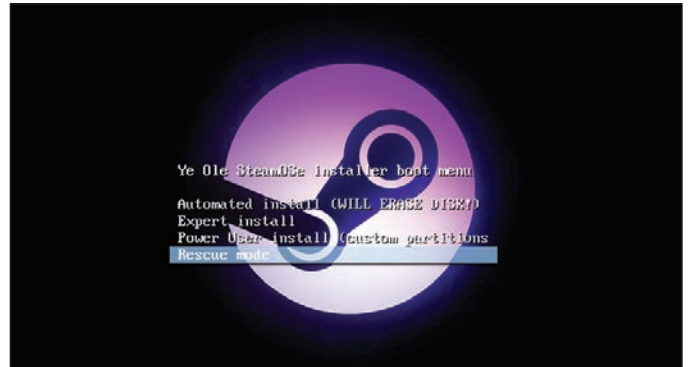 Ye Ole SteamOSe installer boot menu
Automated install (WILL ERASE DISK!)
Expert install
Power User install (custom partitions
Rescue mode